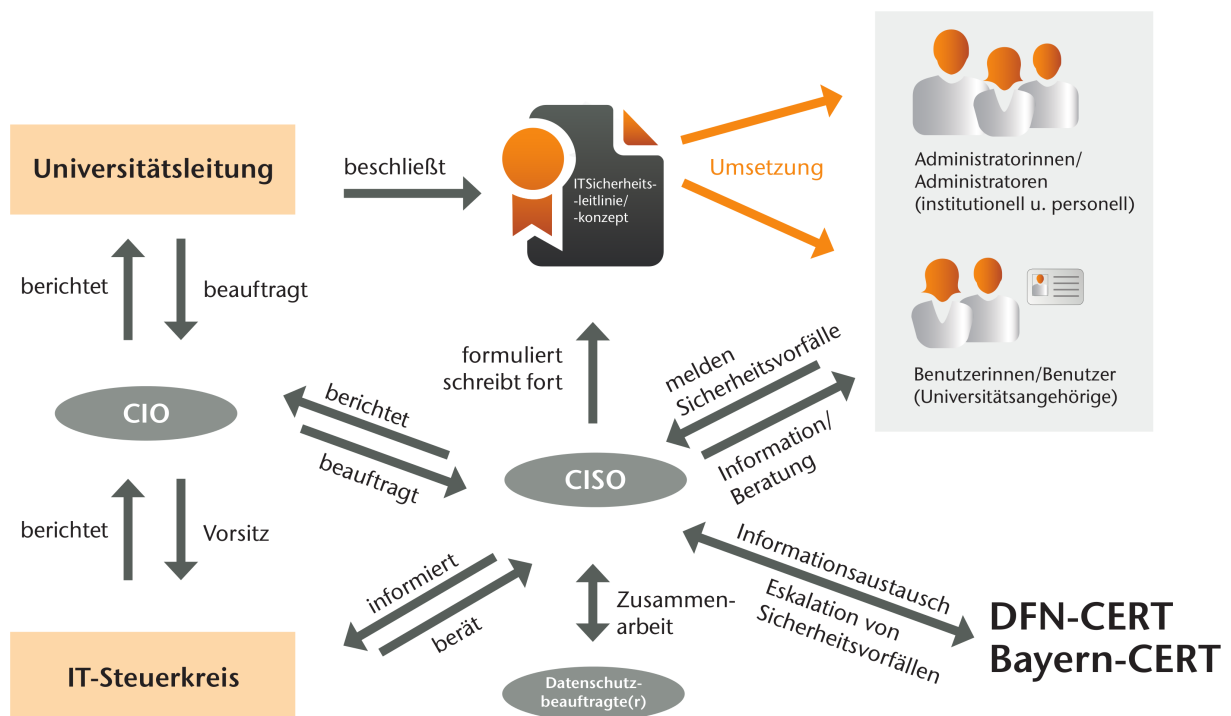 Universitätsleitung
beschließt
ITSicherheits-
-leitlinie/
-konzept
Umsetzung
Administratorinnen/
Administratoren
(institutionell u. personell)
berichtet
beauftragt
formuliert
schreibt fort
melden
Sicherheitsvorfälle
Benutzerinnen/Benutzer
(Universitätsangehörige)
CIO
berichtet
beauftragt
CISO
Information/
Beratung
berichtet
Vorsitz
informiert
berät
Zusammen-
arbeit
Informationsaustausch
Eskalation von
Sicherheitsvorfällen
DFN-CERT
Bayern-CERT
IT-Steuerkreis
Datenschutz-
beauftragte(r)